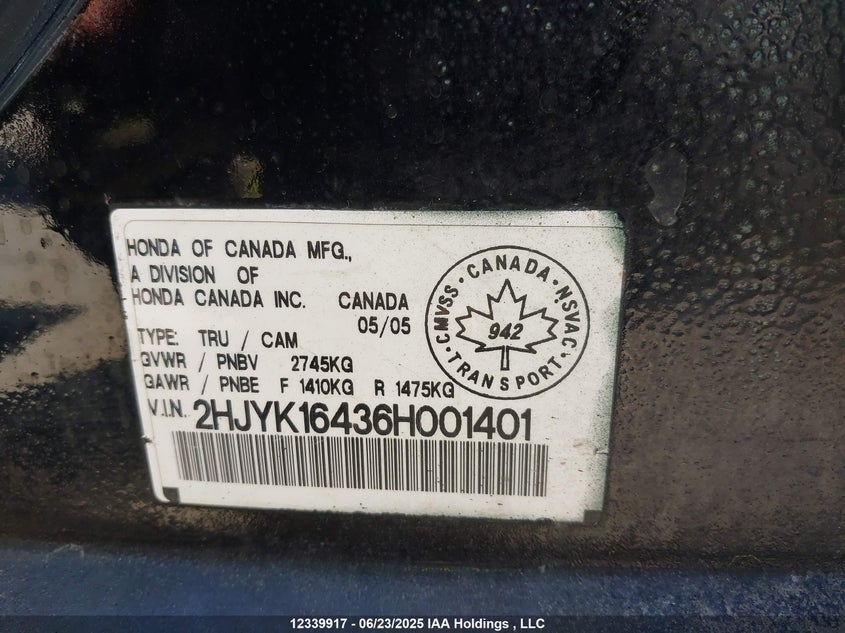 HONDA OF CANADA MFG.,
A DIVISION OF
HONDA CANADA INC. CANADA
05/05
TYPE: TRU / CAM
GVWR / PNBV 2745KG
GAWR / PNBE F 1410KG R 1475KG
V.I.N. 2HJYK16436H001401
CMVSS · CANADA · NSVAC · TRANSPORT ·
942
12339917 - 06/23/2025 IAA Holdings , LLC